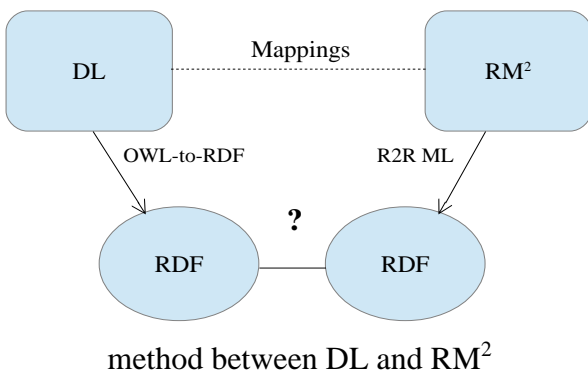 Mappings
DL
RM²
OWL-to-RDF
R2R ML
?
RDF
RDF
method between DL and RM²